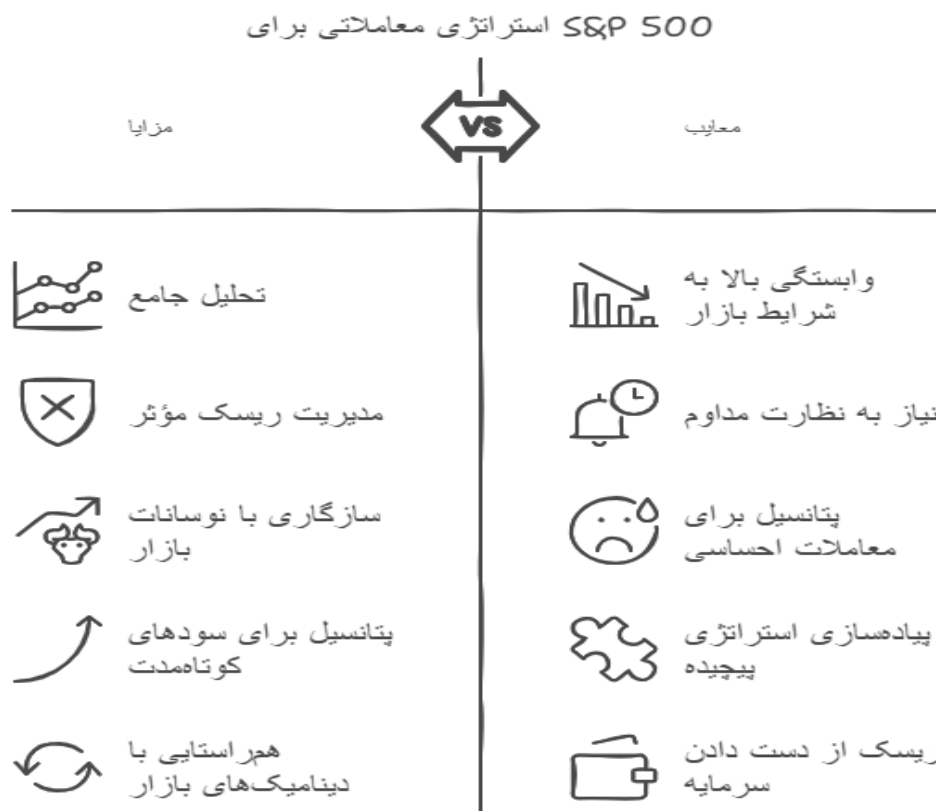 استراتژی معاملاتی برای S&P 500
مزایا
VS
معایب
تحلیل جامع
وابستگی بالا به
شرایط بازار
مدیریت ریسک مؤثر
نیاز به نظارت مداوم
سازگاری با نوسانات
بازار
پتانسیل برای
معاملات احساسی
پتانسیل برای سودهای
کوتاه‌مدت
پیاده‌سازی استراتژی
پیچیده
هم‌راستایی با
دینامیک‌های بازار
ریسک از دست دادن
سرمایه